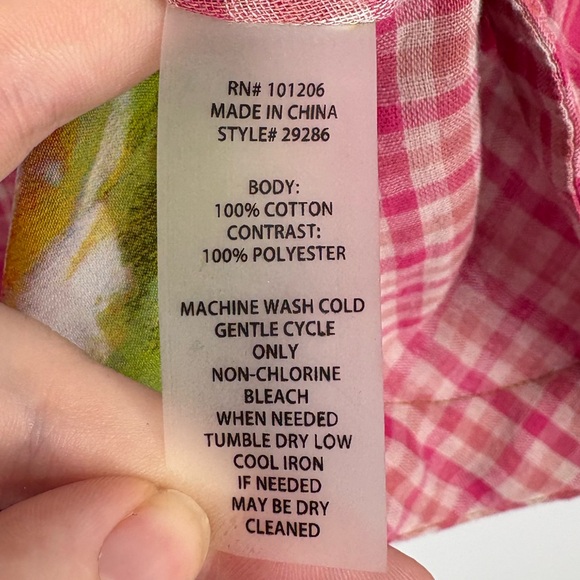 RN# 101206
MADE IN CHINA
STYLE# 29286
BODY:
100% COTTON
CONTRAST:
100% POLYESTER
MACHINE WASH COLD
GENTLE CYCLE
ONLY
NON-CHLORINE
BLEACH
WHEN NEEDED
TUMBLE DRY LOW
COOL IRON
IF NEEDED
MAY BE DRY
CLEANED